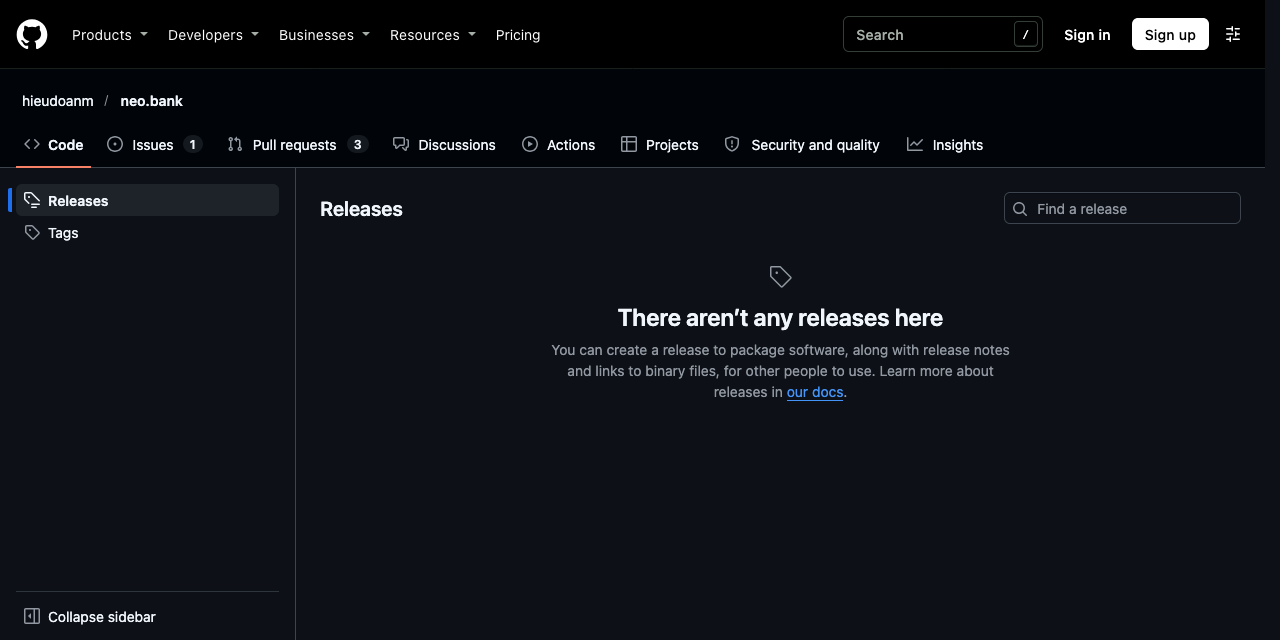 Products Developers Businesses Resources Pricing Search / Sign in Sign up
hieudoanm / neo.bank
Code Issues 1 Pull requests 3 Discussions Actions Projects Security and quality Insights
Releases
Tags
Collapse sidebar
Releases
Find a release
There aren’t any releases here
You can create a release to package software, along with release notes
and links to binary files, for other people to use. Learn more about
releases in our docs.